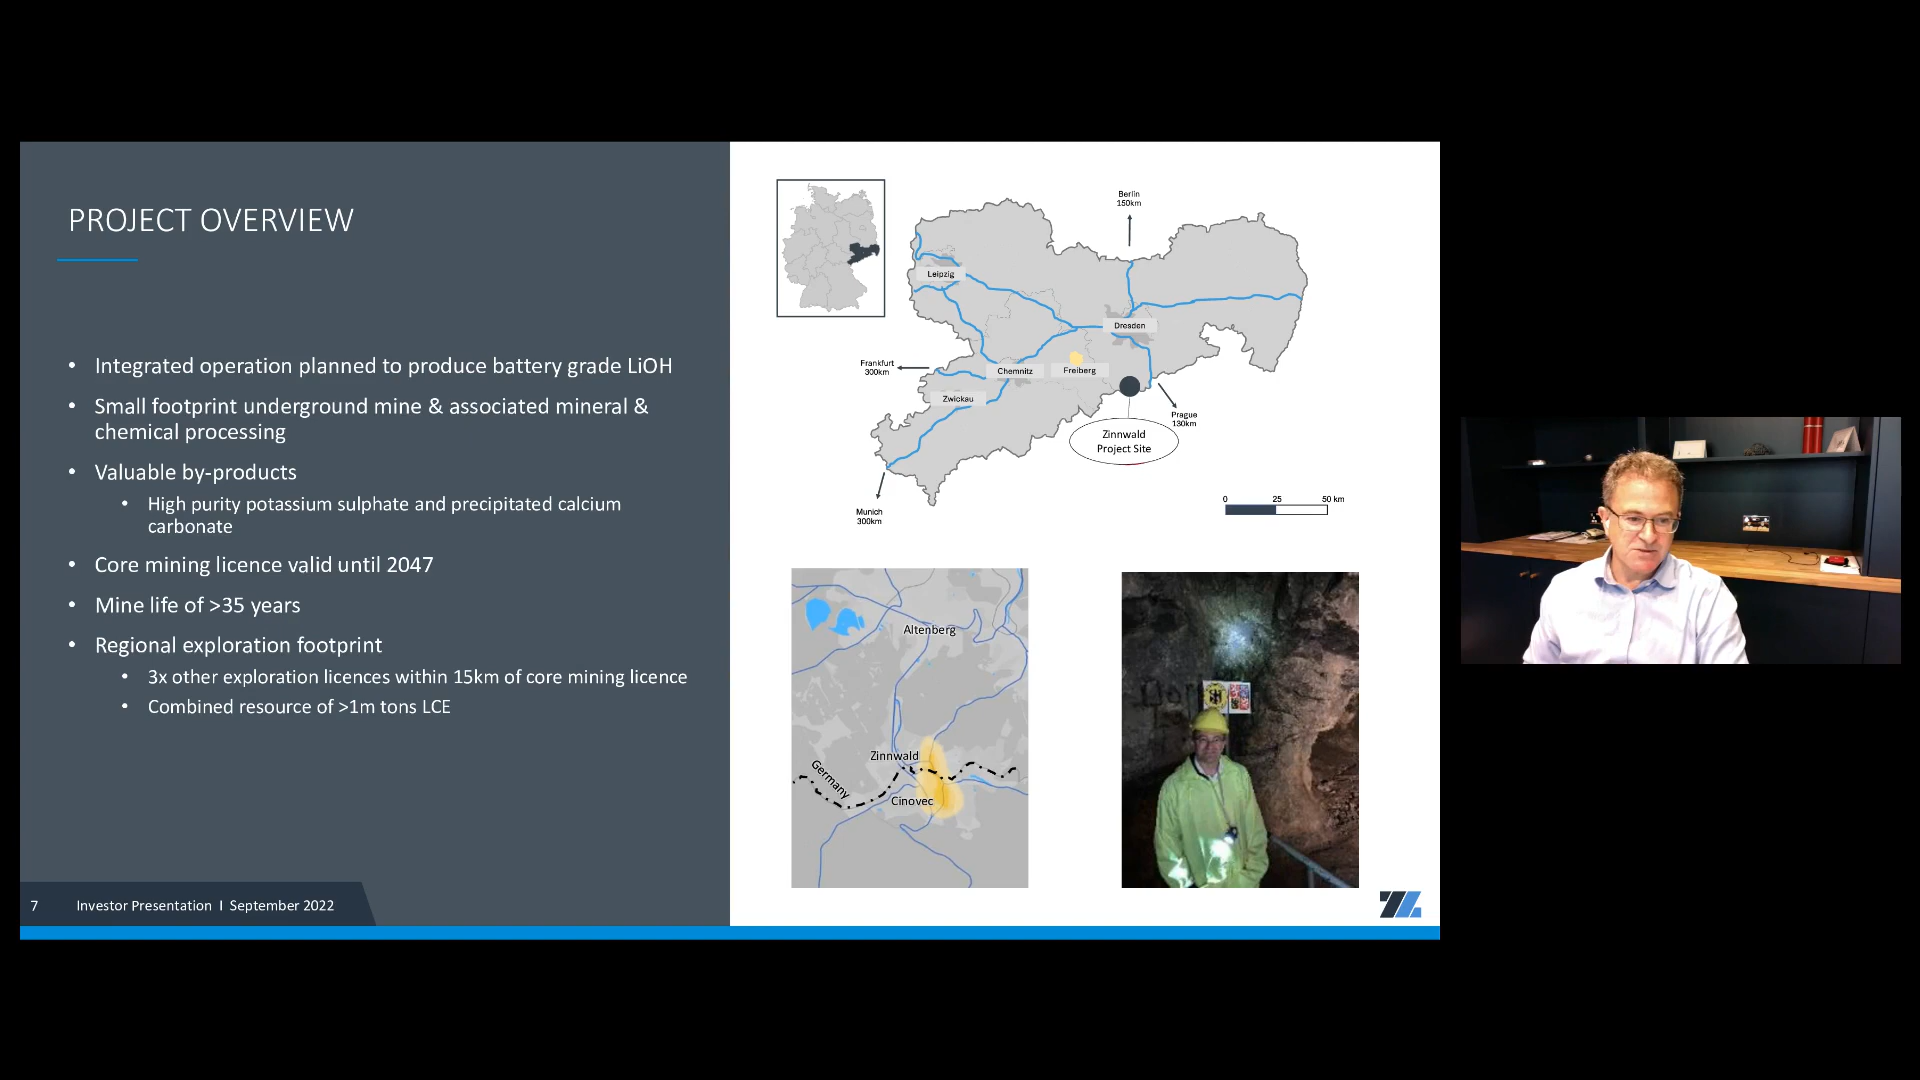 PROJECT OVERVIEW
• Integrated operation planned to produce battery grade LiOH
• Small footprint underground mine & associated mineral &
chemical processing
• Valuable by-products
• High purity potassium sulphate and precipitated calcium
carbonate
• Core mining licence valid until 2047
• Mine life of >35 years
• Regional exploration footprint
• 3x other exploration licences within 15km of core mining licence
• Combined resource of >1m tons LCE
7 Investor Presentation I September 2022
Berlin
150km
Leipzig
Dresden
Frankfurt
300km
Chemnitz
Freiberg
Zwickau
Prague
130km
Zinnwald
Project Site
Munich
300km
0 25 50 km
Altenberg
Zinnwald
Germany
Cinovec